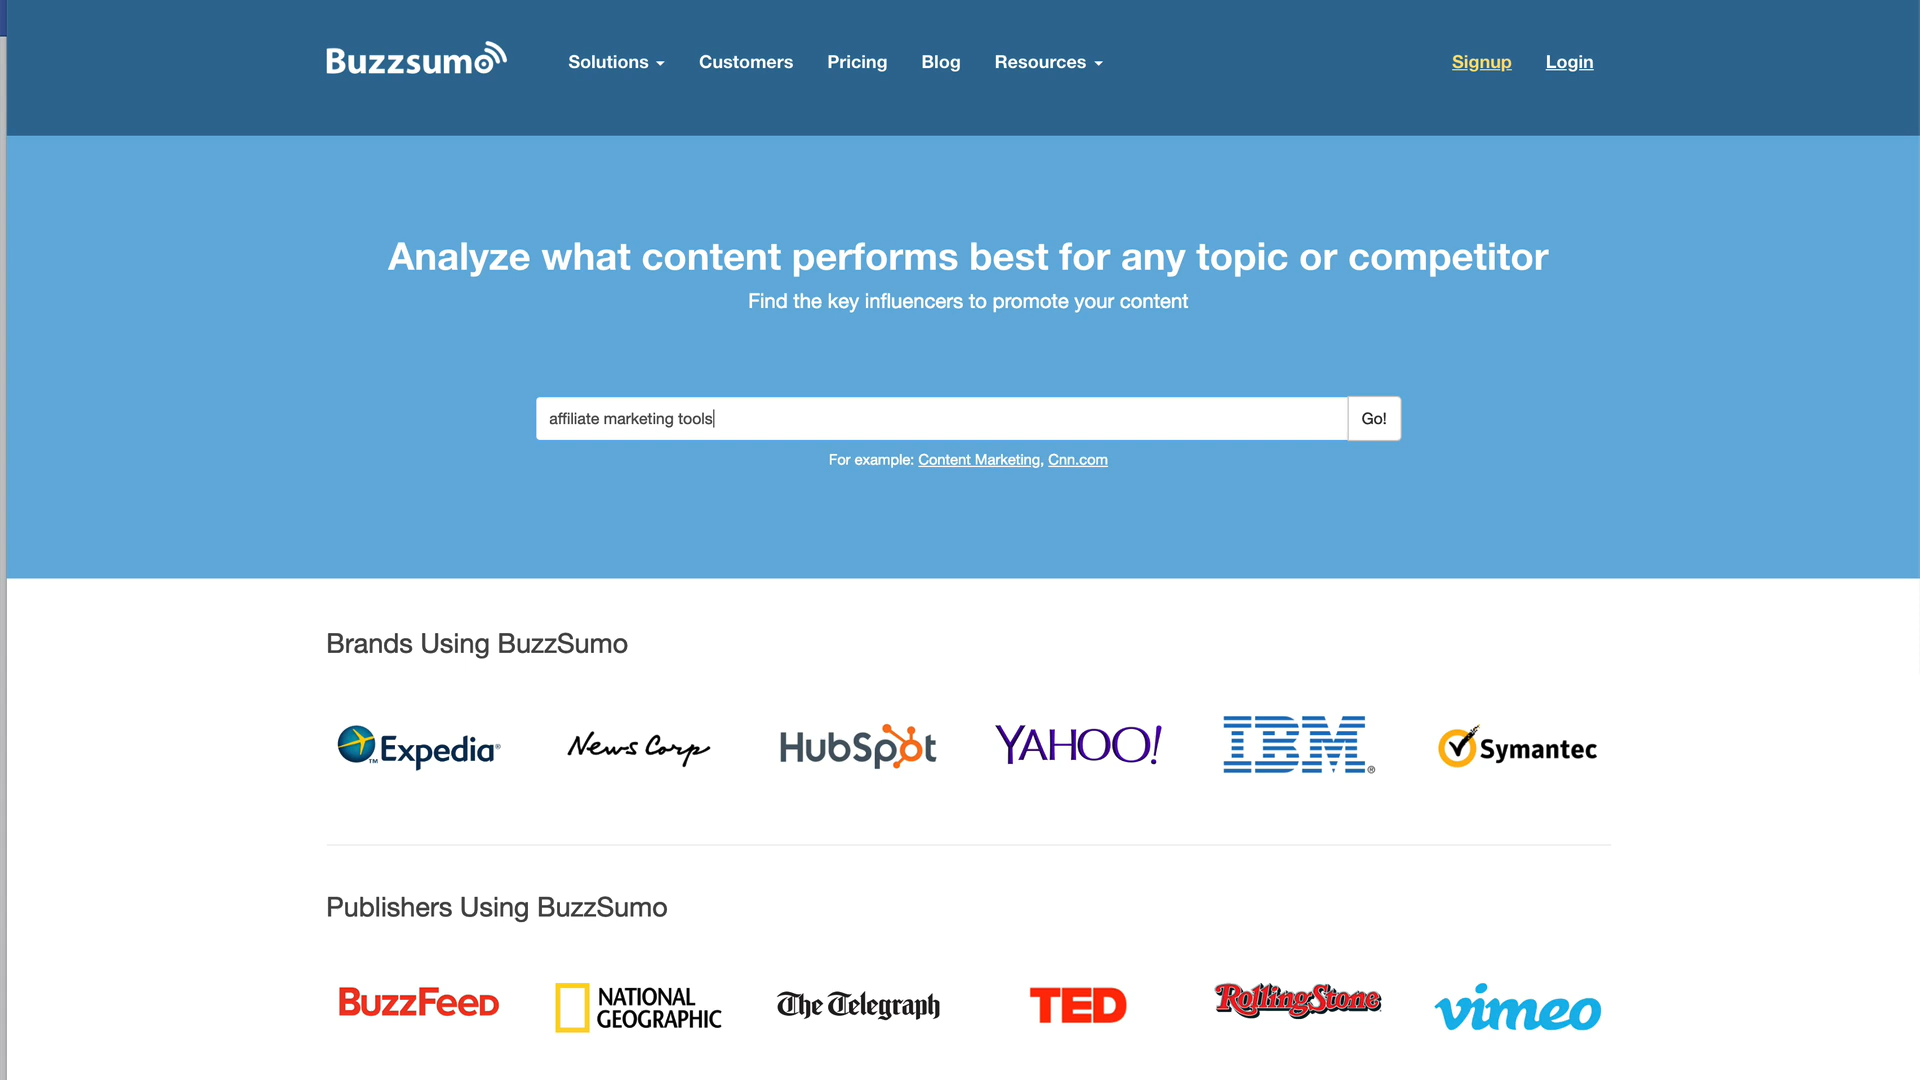 Buzzsumo Solutions Customers Pricing Blog Resources Signup Login
Analyze what content performs best for any topic or competitor
Find the key influencers to promote your content
affiliate marketing tools Go!
For example: Content Marketing, Cnn.com
Brands Using BuzzSumo
™ Expedia® News Corp HubSpot YAHOO! IBM® Symantec
Publishers Using BuzzSumo
BuzzFeeD NATIONAL GEOGRAPHIC The Telegraph TED RollingStone vimeo